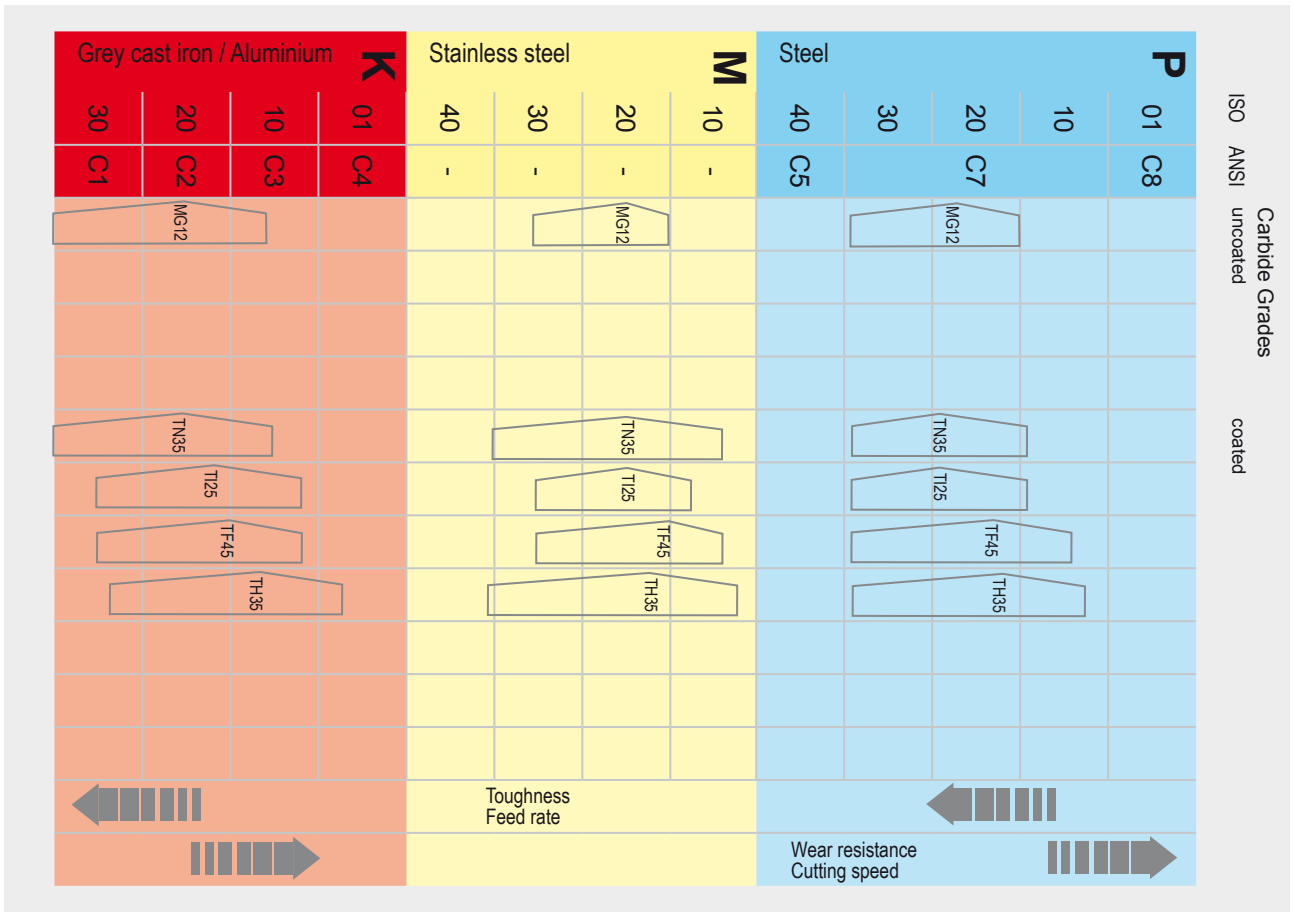 Grey cast iron / Aluminium K
Stainless steel M
Steel P
30 20 10 01 40 30 20 10 40 30 20 10 01 ISO
C1 C2 C3 C4 - - - - C5 C7 C8 ANSI
Carbide Grades
uncoated
MG12 MG12 MG12
coated
TN35 TN35 TN35
TI25 TI25 TI25
TF45 TF45 TF45
TH35 TH35 TH35
Toughness
Feed rate
Wear resistance
Cutting speed